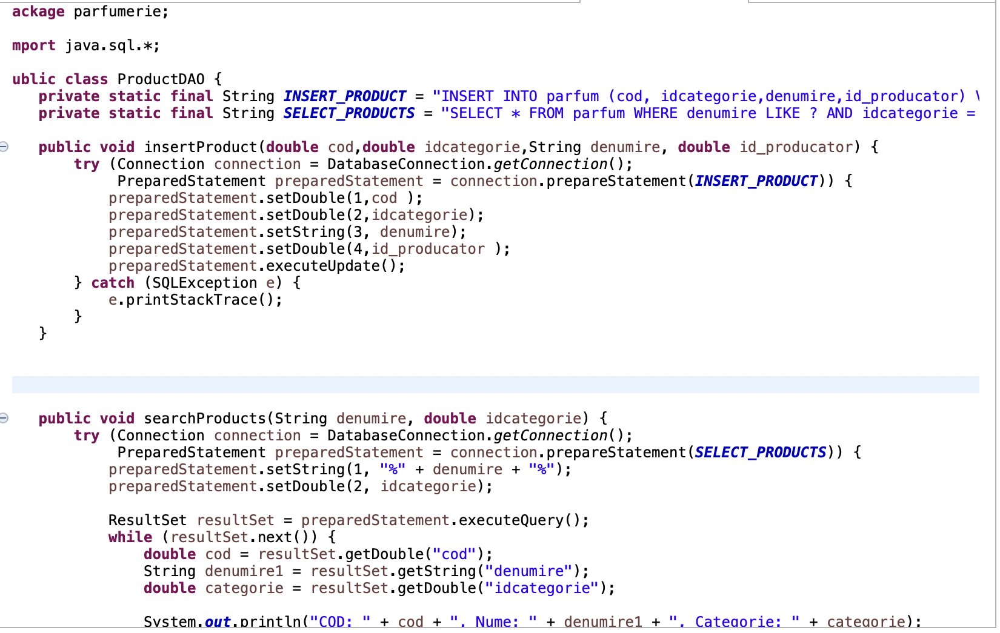 ackage parfumerie;
mport java.sql.*;
ublic class ProductDAO {
private static final String INSERT_PRODUCT = "INSERT INTO parfum (cod, idcategorie,denumire,id_producator) \
private static final String SELECT_PRODUCTS = "SELECT * FROM parfum WHERE denumire LIKE ? AND idcategorie =
public void insertProduct(double cod,double idcategorie,String denumire, double id_producator) {
try (Connection connection = DatabaseConnection.getConnection();
PreparedStatement preparedStatement = connection.prepareStatement(INSERT_PRODUCT)) {
preparedStatement.setDouble(1,cod );
preparedStatement.setDouble(2,idcategorie);
preparedStatement.setString(3, denumire);
preparedStatement.setDouble(4,id_producator );
preparedStatement.executeUpdate();
} catch (SQLException e) {
e.printStackTrace();
}
}
public void searchProducts(String denumire, double idcategorie) {
try (Connection connection = DatabaseConnection.getConnection();
PreparedStatement preparedStatement = connection.prepareStatement(SELECT_PRODUCTS)) {
preparedStatement.setString(1, "%" + denumire + "%");
preparedStatement.setDouble(2, idcategorie);
ResultSet resultSet = preparedStatement.executeQuery();
while (resultSet.next()) {
double cod = resultSet.getDouble("cod");
String denumire1 = resultSet.getString("denumire");
double categorie = resultSet.getDouble("idcategorie");
System.out.println("COD: " + cod + ", Nume: " + denumire1 + ", Categorie: " + categorie);